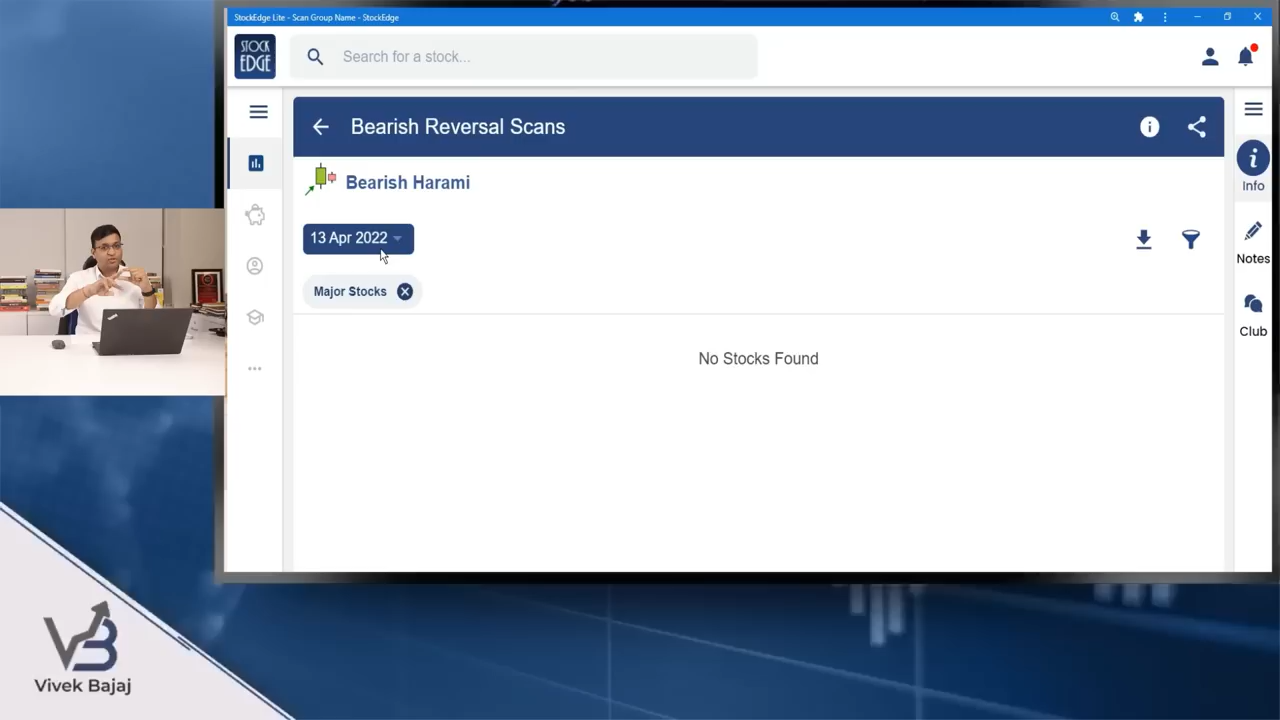 StockEdge Lite - Scan Group Name - StockEdge
STOCK
EDGE
Search for a stock...
Bearish Reversal Scans
Bearish Harami
13 Apr 2022
Major Stocks
No Stocks Found
Info
Notes
Club
VB
Vivek Bajaj